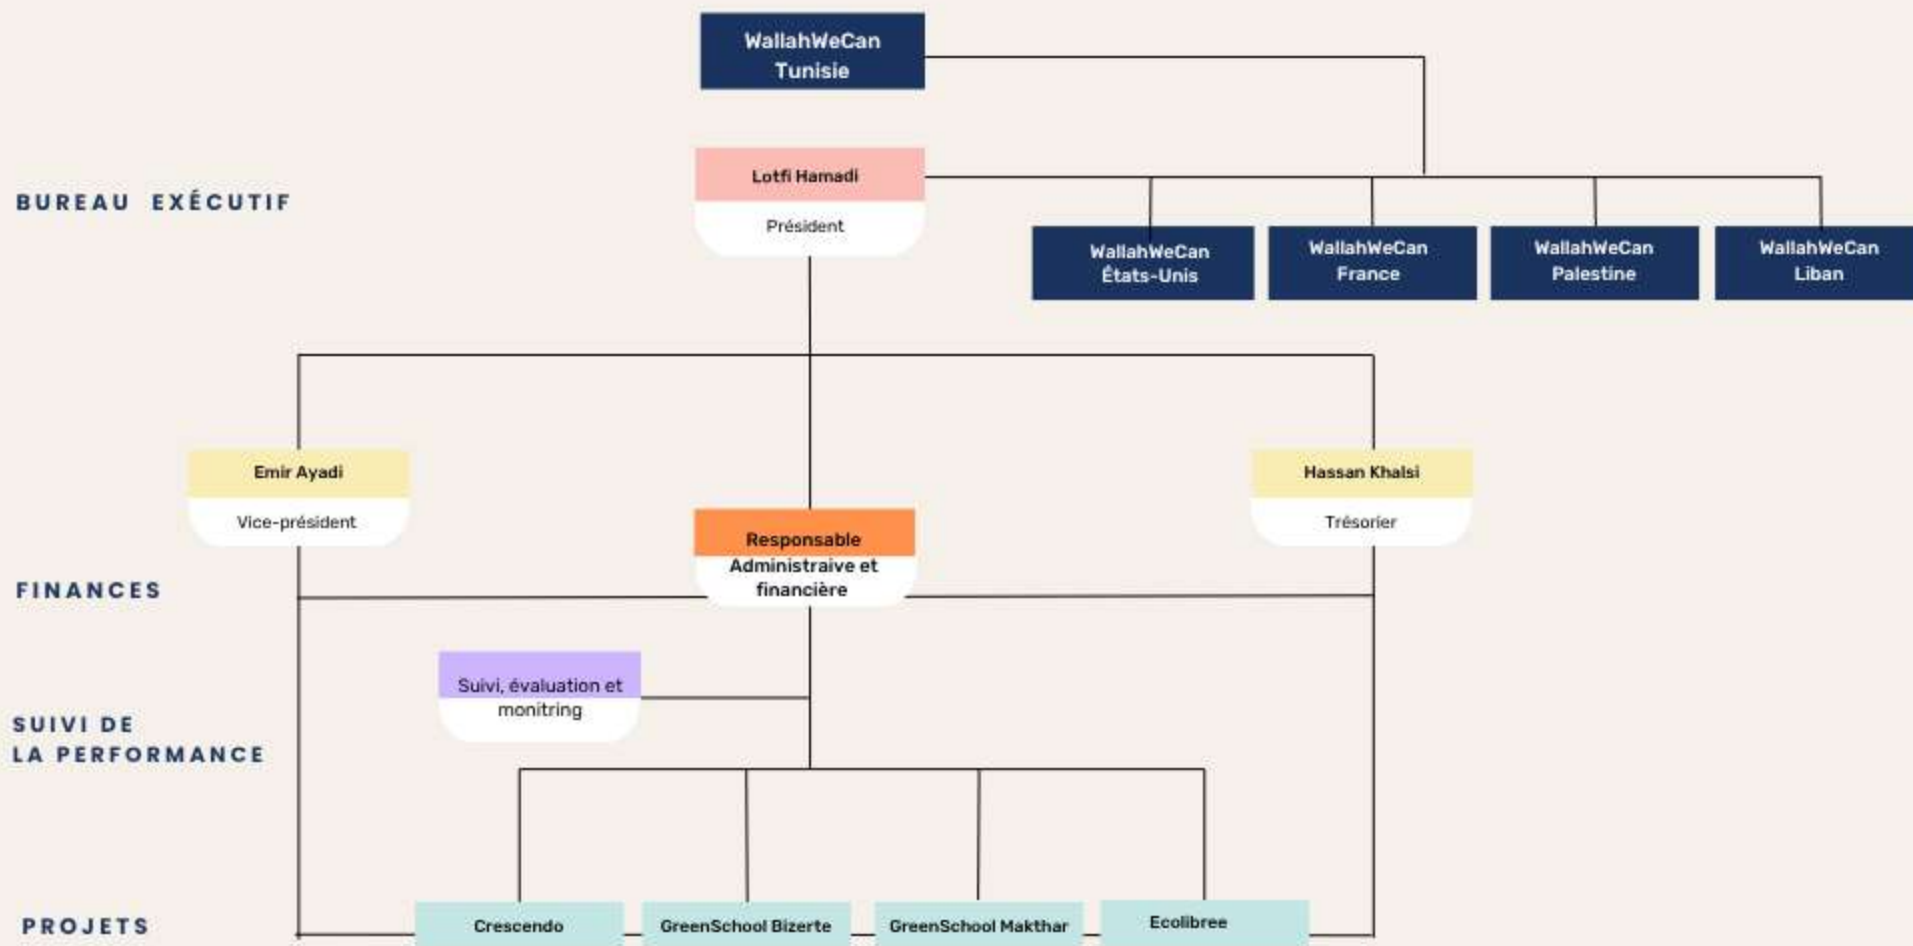 WallahWeCan
Tunisie
BUREAU EXÉCUTIF
Lotfi Hamadi
Président
WallahWeCan
États-Unis
WallahWeCan
France
WallahWeCan
Palestine
WallahWeCan
Liban
Emir Ayadi
Vice-président
Hassan Khalsi
Trésorier
FINANCES
Responsable
Administraive et
financière
SUIVI DE
LA PERFORMANCE
Suivi, évaluation et
monitring
PROJETS
Crescendo
GreenSchool Bizerte
GreenSchool Makthar
Ecolibree